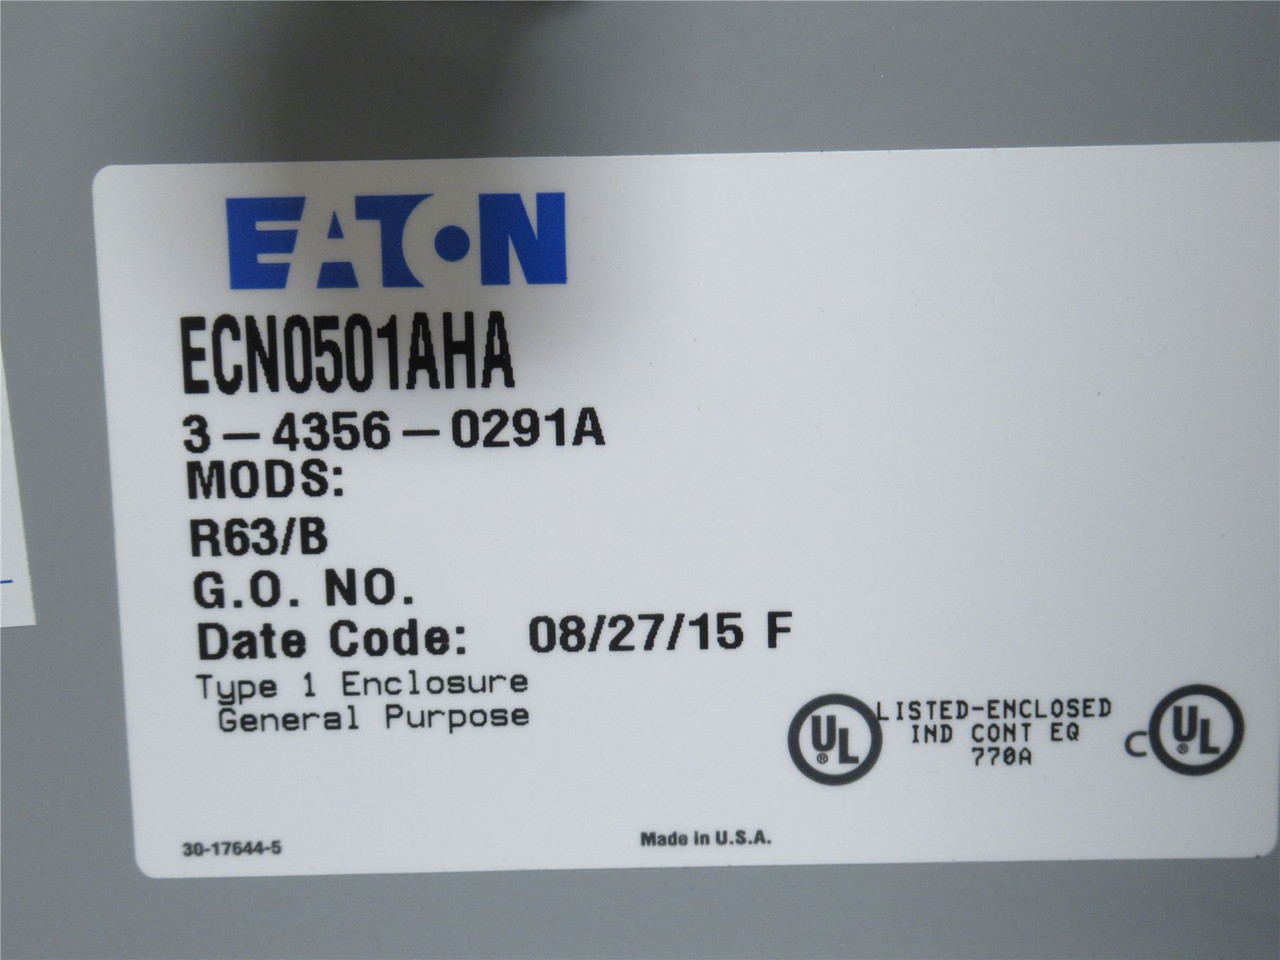 EATON
ECN0501AHA
3-4356-0291A
MODS:
R63/B
G.O. NO.
Date Code: 08/27/15 F
Type 1 Enclosure
General Purpose
UL® LISTED-ENCLOSED C UL®
IND CONT EQ
770A
30-17644-5 Made in U.S.A.